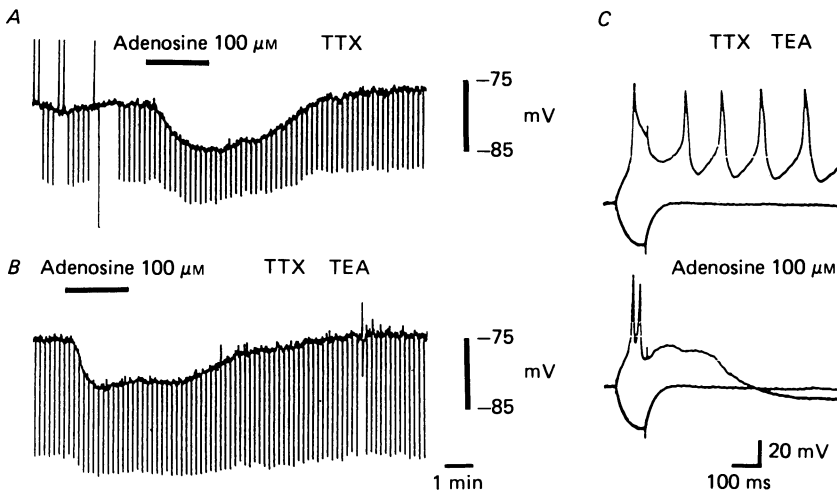 A
Adenosine 100 μM TTX
−75
mV
−85
B
Adenosine 100 μM TTX TEA
−75
mV
−85
1 min
C
TTX TEA
Adenosine 100 μM
20 mV
100 ms